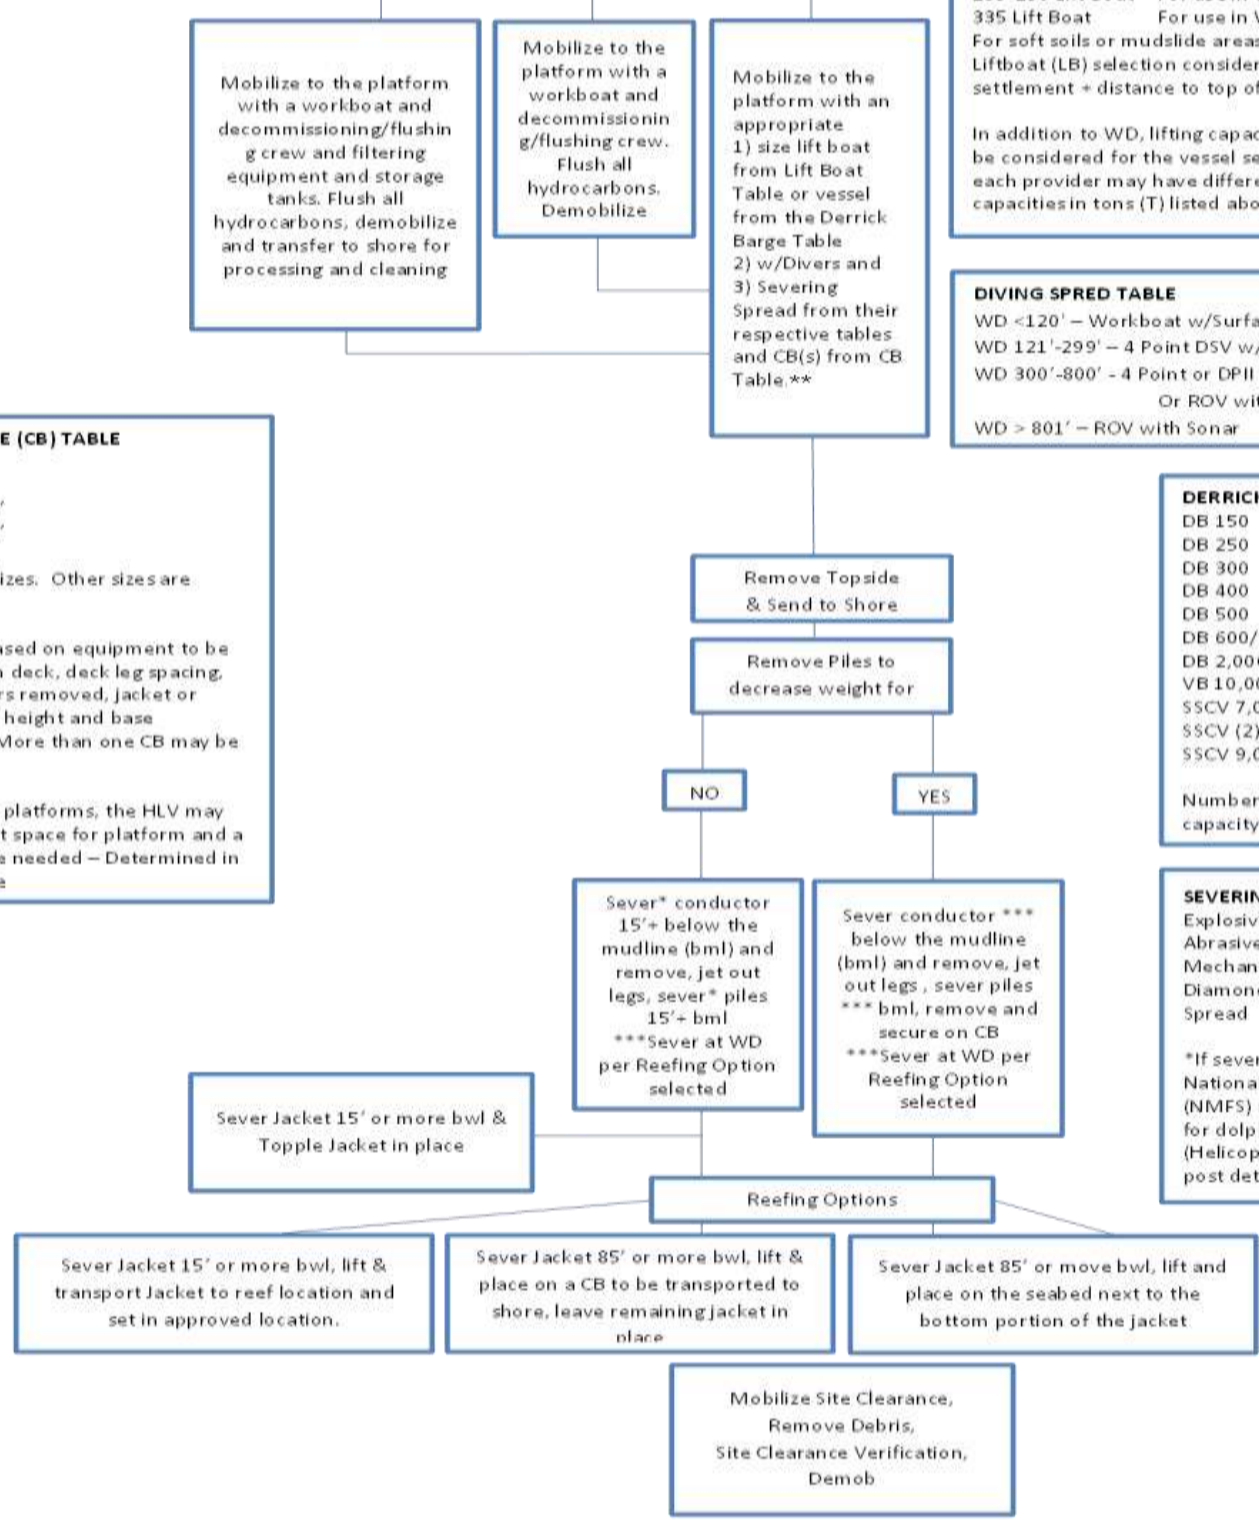 335 Lift Boat For use in
For soft soils or mudslide areas
Liftboat (LB) selection consider
settlement + distance to top of
In addition to WD, lifting capac
be considered for the vessel se
each provider may have differe
capacities in tons (T) listed abo
Mobilize to the platform
with a workboat and
decommissioning/flushin
g crew and filtering
equipment and storage
tanks. Flush all
hydrocarbons, demobilize
and transfer to shore for
processing and cleaning
Mobilize to the
platform with a
workboat and
decommissionin
g/flushing crew.
Flush all
hydrocarbons.
Demobilize
Mobilize to the
platform with an
appropriate
1) size lift boat
from Lift Boat
Table or vessel
from the Derrick
Barge Table
2) w/Divers and
3) Severing
Spread from their
respective tables
and CB(s) from CB
Table.**
DIVING SPRED TABLE
WD <120' – Workboat w/Surfa
WD 121'-299' – 4 Point DSV w/
WD 300'-800' - 4 Point or DPII
Or ROV wit
WD > 801' – ROV with Sonar
E (CB) TABLE
izes. Other sizes are
ased on equipment to be
deck, deck leg spacing,
rs removed, jacket or
height and base
More than one CB may be
platforms, the HLV may
t space for platform and a
e needed – Determined in
e
DERRICK
DB 150
DB 250
DB 300
DB 400
DB 500
DB 600/
DB 2,00
VB 10,00
SSCV 7,0
SSCV (2)
SSCV 9,0
Number
capacity
Remove Topside
& Send to Shore
Remove Piles to
decrease weight for
NO
YES
Sever* conductor
15'+ below the
mudline (bml) and
remove, jet out
legs, sever* piles
15'+ bml
***Sever at WD
per Reefing Option
selected
Sever conductor ***
below the mudline
(bml) and remove, jet
out legs , sever piles
*** bml, remove and
secure on CB
***Sever at WD per
Reefing Option
selected
SEVERIN
Explosiv
Abrasive
Mechan
Diamon
Spread
*If sever
Nationa
(NMFS)
for dolp
(Helicop
post det
Sever Jacket 15' or more bwl &
Topple Jacket in place
Reefing Options
Sever Jacket 15' or more bwl, lift &
transport Jacket to reef location and
set in approved location.
Sever Jacket 85' or more bwl, lift &
place on a CB to be transported to
shore, leave remaining jacket in
place
Sever Jacket 85' or move bwl, lift and
place on the seabed next to the
bottom portion of the jacket
Mobilize Site Clearance,
Remove Debris,
Site Clearance Verification,
Demob